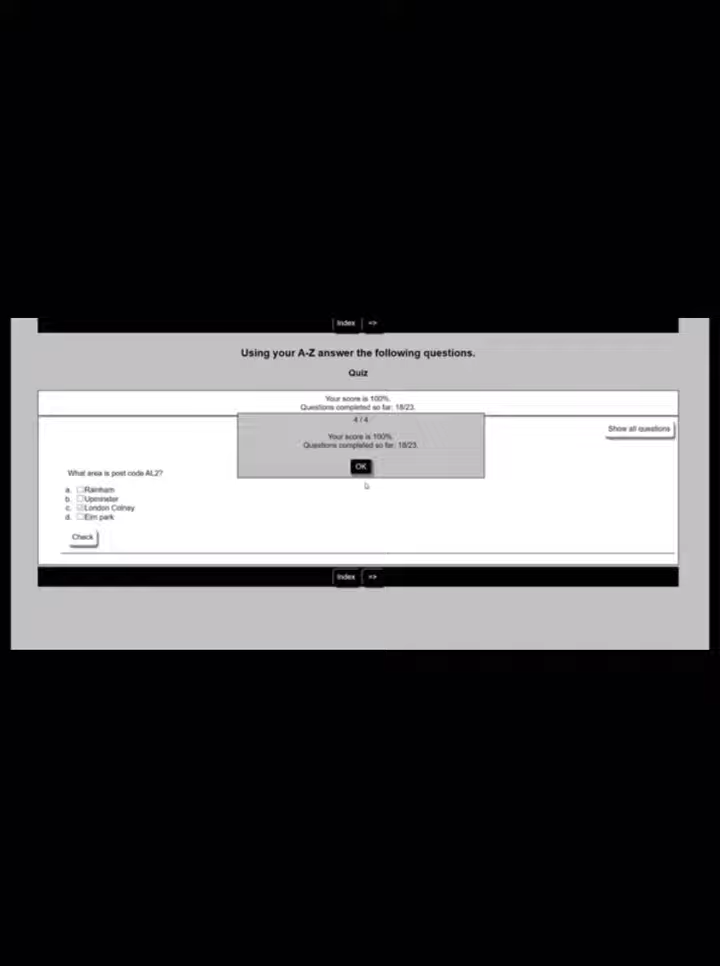 Index =>
Using your A-Z answer the following questions.
Quiz
Your score is 100%.
Questions completed so far: 18/23.
4 / 4
Your score is 100%.
Questions completed so far: 18/23.
Show all questions
OK
What area is post code AL2?
a. Rainham
b. Upminster
c. London Colney
d. Elm park
Check
Index =>